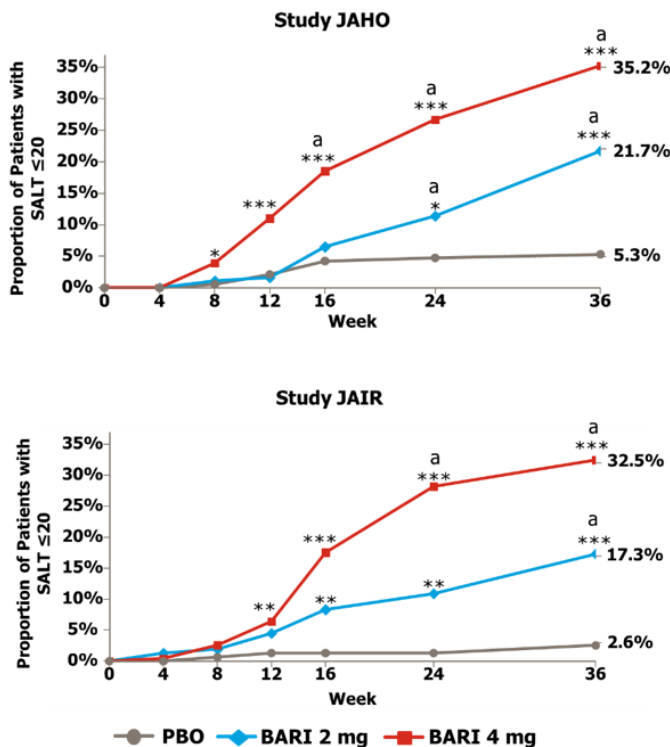 Study JAHO
Proportion of Patients with
SALT ≤20
35%
30%
25%
20%
15%
10%
5%
0%
*
***
a
***
a
***
a
***
35.2%
a
*
a
***
21.7%
5.3%
0 4 8 12 16 24 36
Week
Study JAIR
Proportion of Patients with
SALT ≤20
35%
30%
25%
20%
15%
10%
5%
0%
**
***
a
***
a
***
32.5%
**
**
a
***
17.3%
2.6%
0 4 8 12 16 24 36
Week
PBO BARI 2 mg BARI 4 mg